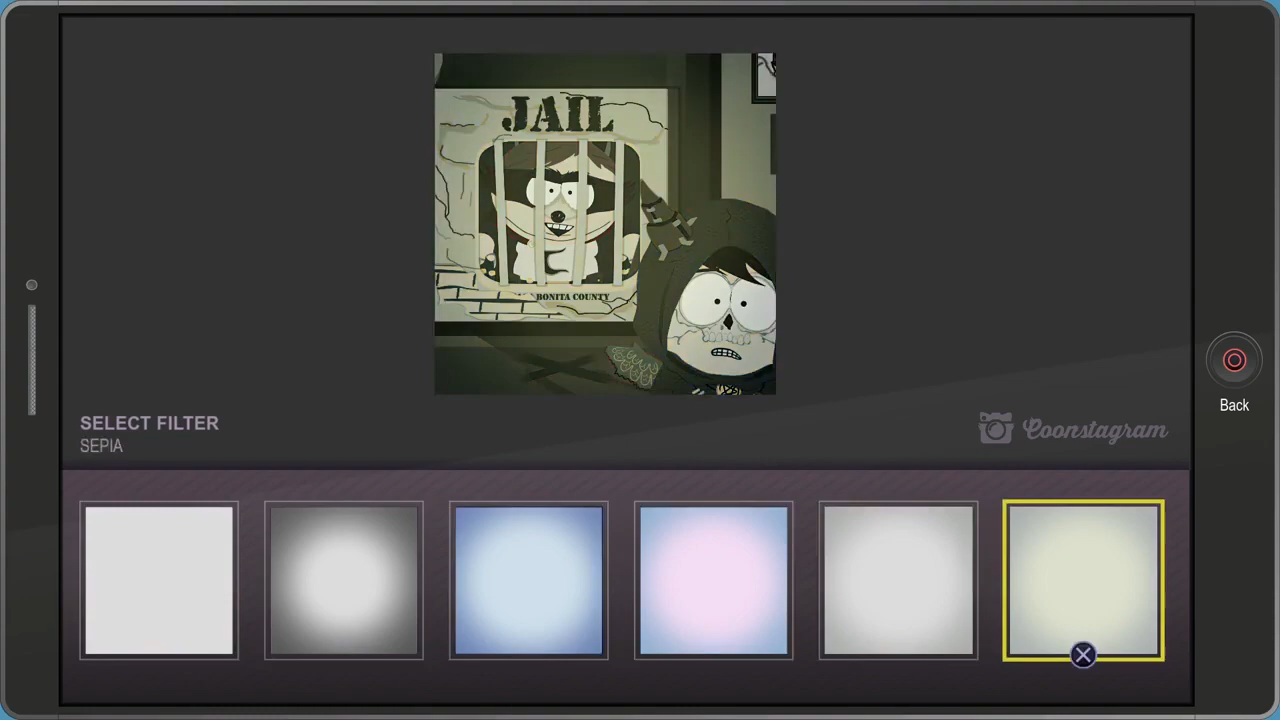 JAIL
BONITA COUNTY
SELECT FILTER
SEPIA
Coonstagram
Back